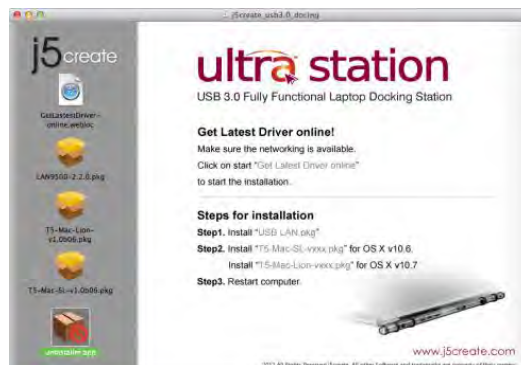 j5create_usb3.0_docing
j5create
GetLastestDriver-
online.webloc
LAN9500-2.2.0.pkg
T5-Mac-Lion-
v1.0b06.pkg
T5-Mac-SL-v1.0b06.pkg
uninstaller.app
ultra station
USB 3.0 Fully Functional Laptop Docking Station
Get Latest Driver online!
Make sure the networking is available.
Click on start "Get Latest Driver online"
to start the installation.
Steps for installation
Step1. Install "USB LAN.pkg"
Step2. Install "T5-Mac-SL-vxxx.pkg" for OS X v10.6,
Install "T5-Mac-Lion-vxxx.pkg" for OS X v10.7
Step3. Restart computer.
www.j5create.com